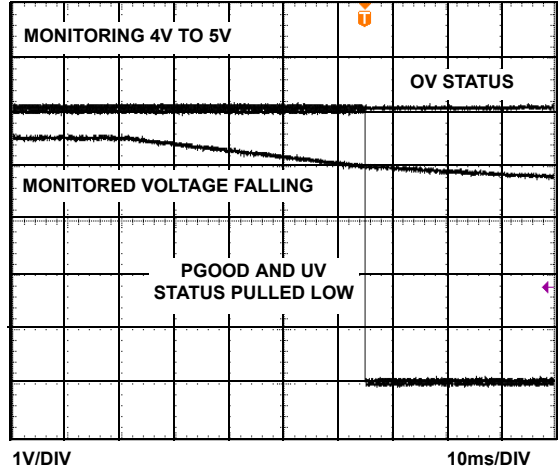 T
MONITORING 4V TO 5V
OV STATUS
MONITORED VOLTAGE FALLING
PGOOD AND UV
STATUS PULLED LOW
1V/DIV
10ms/DIV